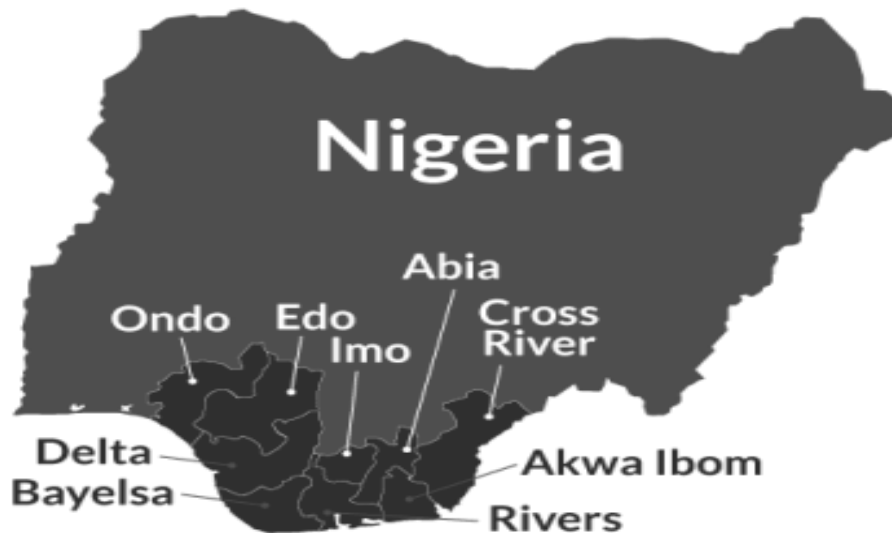 Nigeria
Abia
Ondo
Edo
Cross
River
Imo
Delta
Akwa Ibom
Bayelsa
Rivers